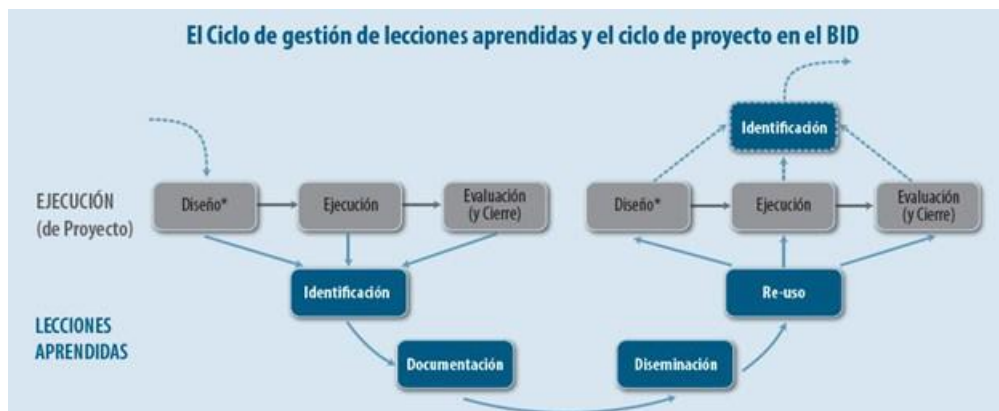 El Ciclo de gestión de lecciones aprendidas y el ciclo de proyecto en el BID
Identificación
EJECUCIÓN
(de Proyecto)
Diseño*
Ejecución
Evaluación
(y Cierre)
Diseño*
Ejecución
Evaluación
(y Cierre)
Identificación
Re-uso
LECCIONES
APRENDIDAS
Documentación
Diseminación